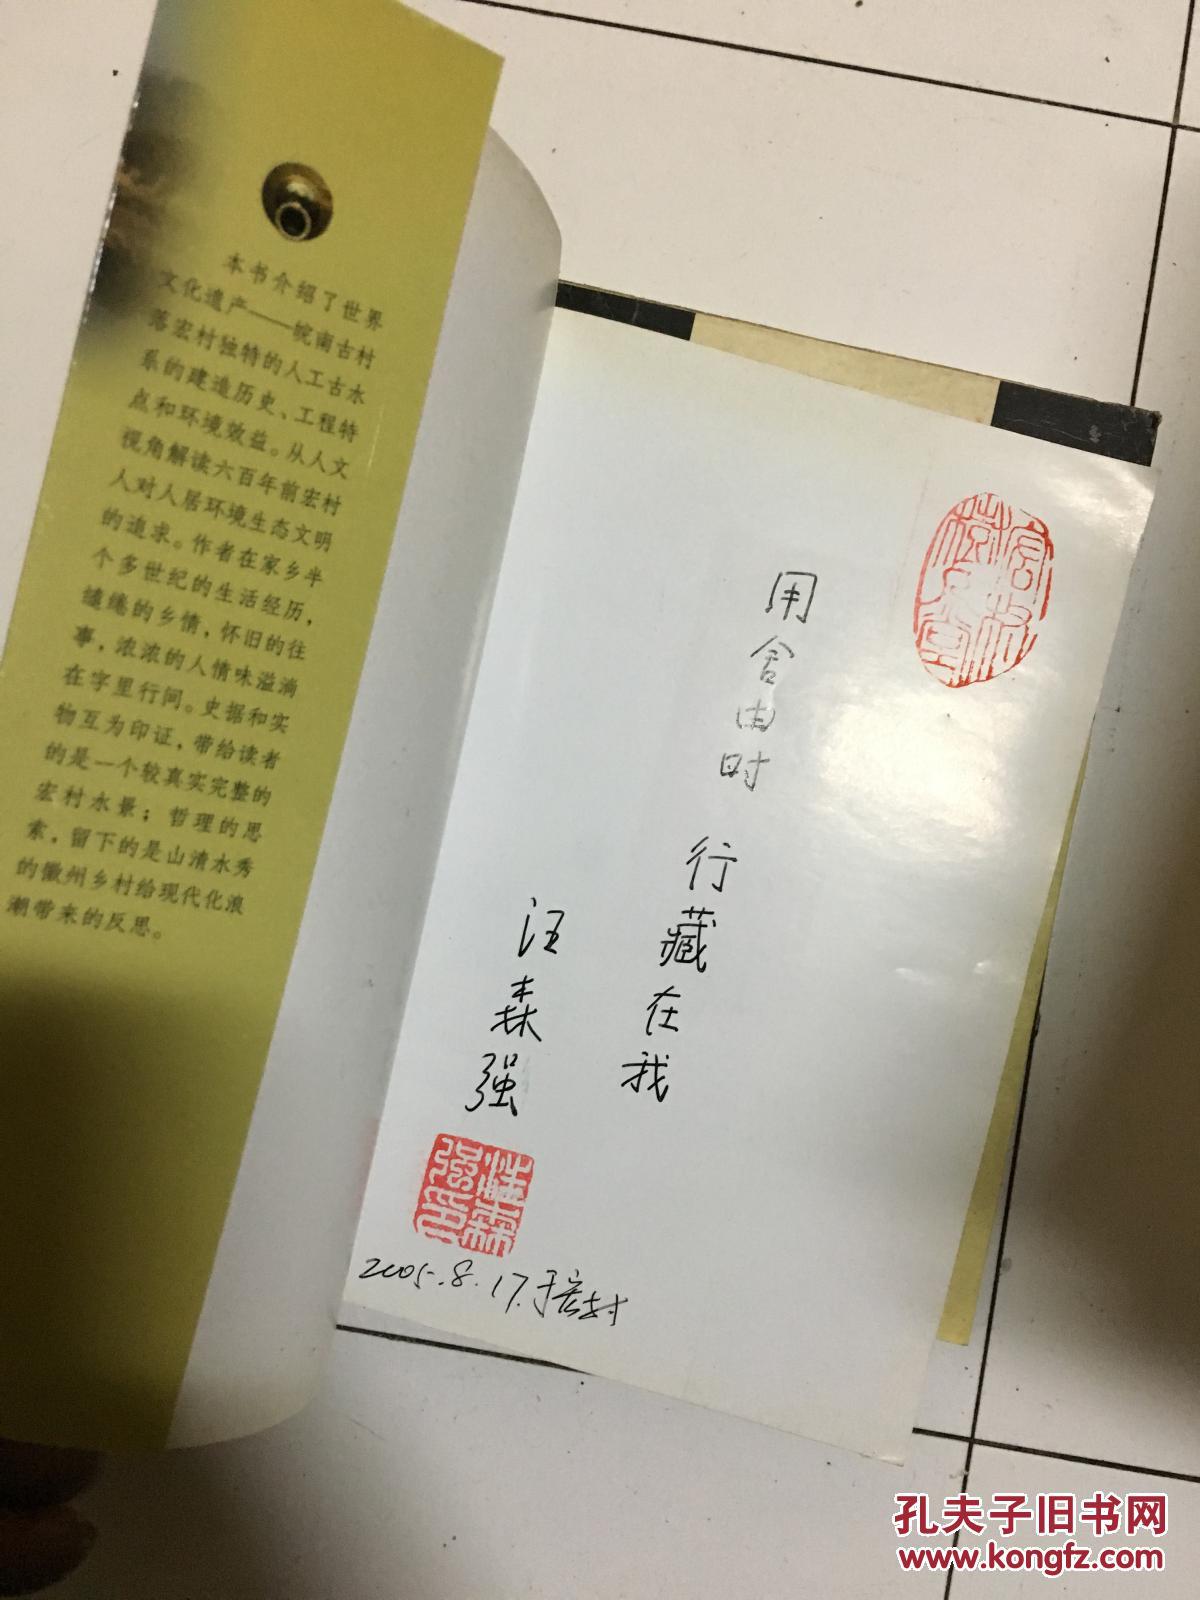 本书介绍了世界
文化遗产——皖南古村
落宏村独特的人工古水
系的建造历史、工程特
点和环境效益。从人文
视角解读六百年前宏村
人对人居环境生态文明
的追求。作者在家乡半
个多世纪的生活经历，
缱绻的乡情，怀旧的往
事，浓浓的人情味溢淌
在字里行间。史据和实
物互为印证，带给读者
的是一个较真实完整的
宏村水景；哲理的思
索，留下的是山清水秀
的徽州乡村给现代化浪
潮带来的反思。
用舍由时
行藏在我
汪森强
汪森强印
2005.8.17.于宏村
孔夫子旧书网
www.kongfz.com